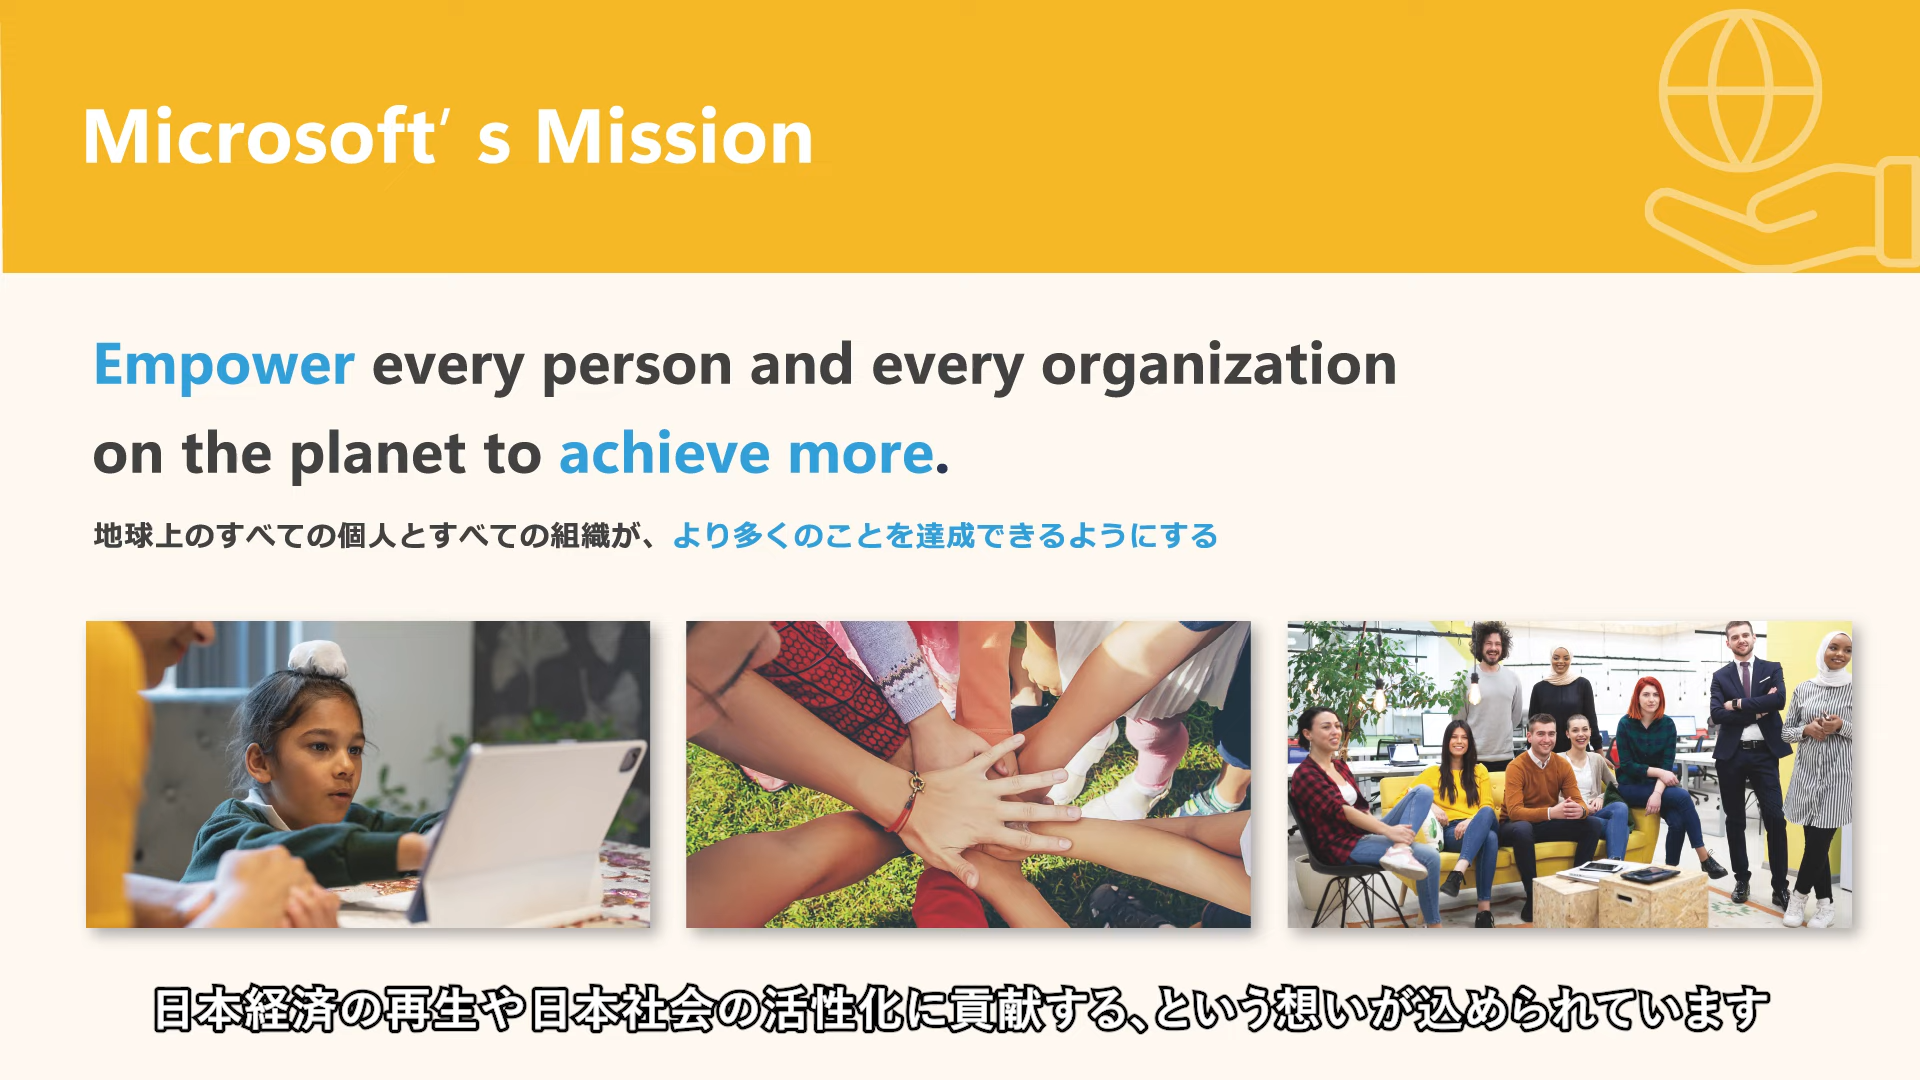 Microsoft’ s Mission
Empower every person and every organization
on the planet to achieve more.
地球上のすべての個人とすべての組織が、より多くのことを達成できるようにする
日本経済の再生や日本社会の活性化に貢献する、という想いが込められています